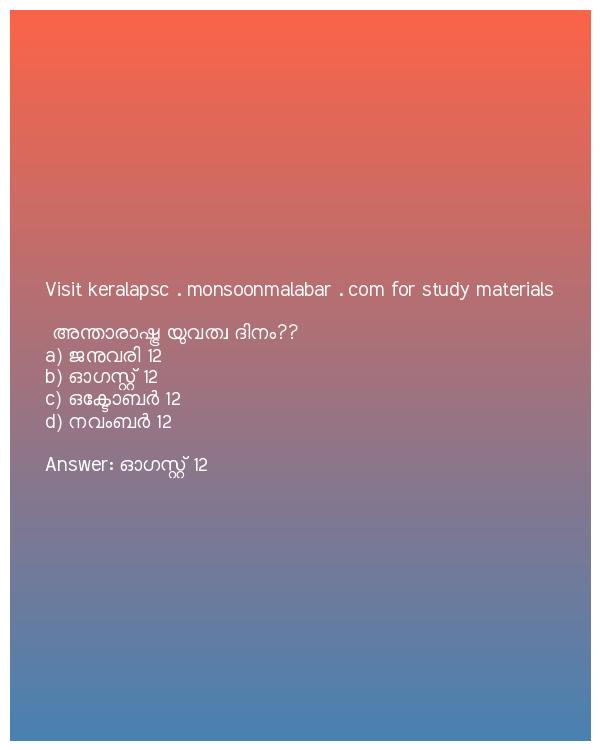 Visit keralapsc . monsoonmalabar . com for study materials
അന്താരാഷ്ട്ര യുവത്വ ദിനം??
a) ജനുവരി 12
b) ഓഗസ്റ്റ് 12
c) ഒക്ടോബർ 12
d) നവംബർ 12
Answer: ഓഗസ്റ്റ് 12